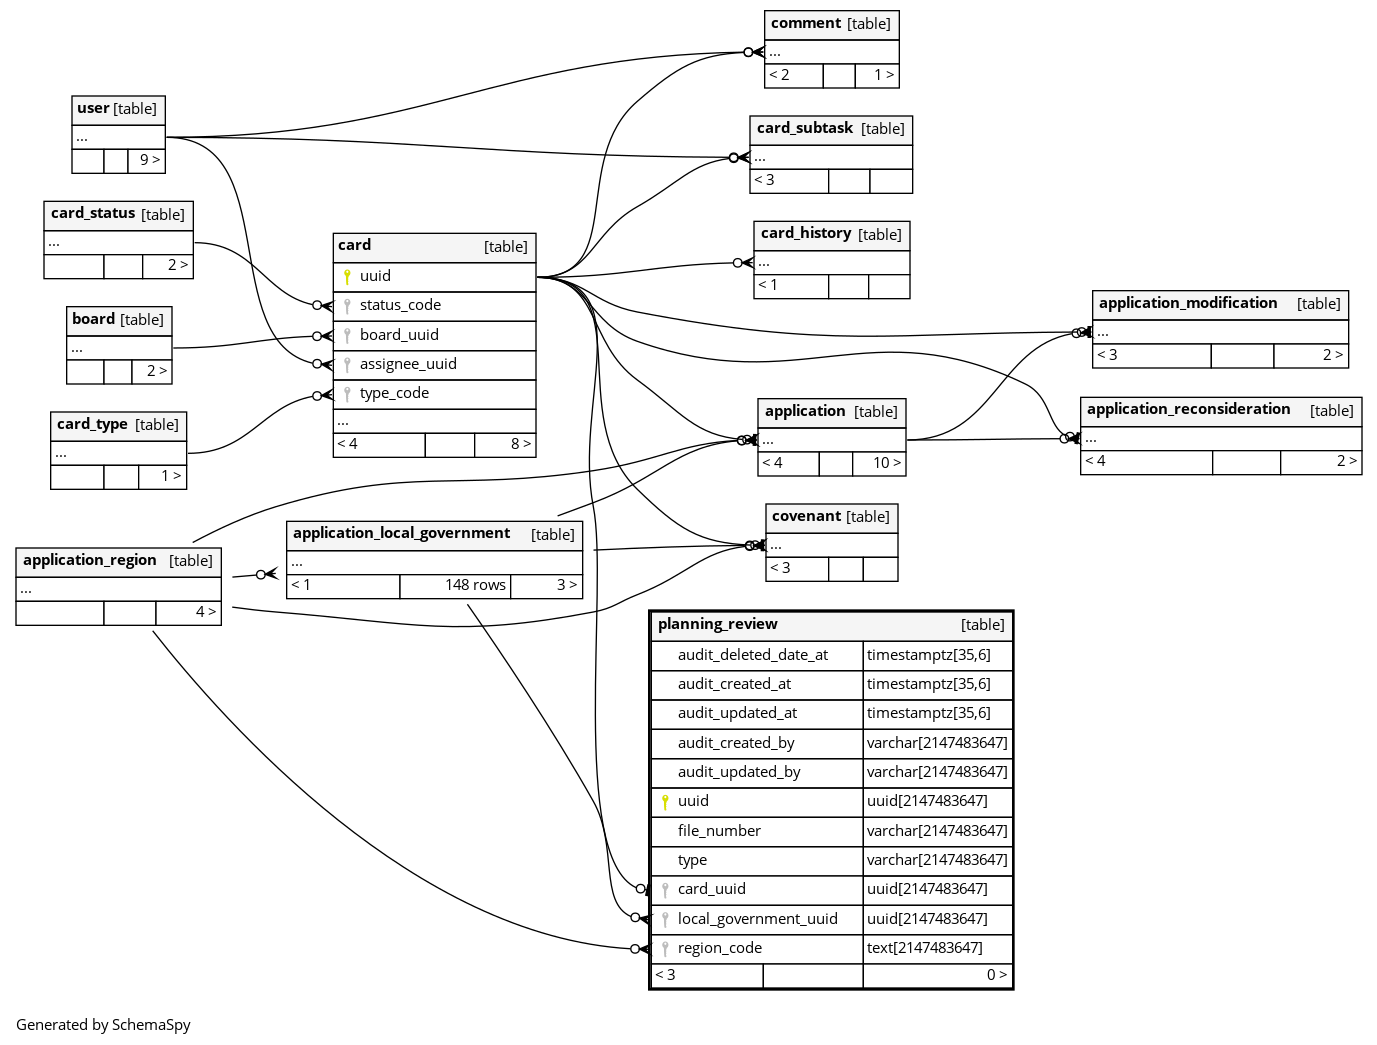 comment [table]
...
< 2 1 >
user [table]
...
9 >
card_subtask [table]
...
< 3
card_status [table]
...
2 >
card_history [table]
...
< 1
card [table]
uuid
status_code
board_uuid
assignee_uuid
type_code
...
< 4 8 >
board [table]
...
2 >
card_type [table]
...
1 >
application_modification [table]
...
< 3 2 >
application [table]
...
< 4 10 >
application_reconsideration [table]
...
< 4 2 >
covenant [table]
...
< 3
application_local_government [table]
...
< 1 148 rows 3 >
application_region [table]
...
4 >
planning_review [table]
audit_deleted_date_at timestamptz[35,6]
audit_created_at timestamptz[35,6]
audit_updated_at timestamptz[35,6]
audit_created_by varchar[2147483647]
audit_updated_by varchar[2147483647]
uuid uuid[2147483647]
file_number varchar[2147483647]
type varchar[2147483647]
card_uuid uuid[2147483647]
local_government_uuid uuid[2147483647]
region_code text[2147483647]
< 3 0 >
Generated by SchemaSpy